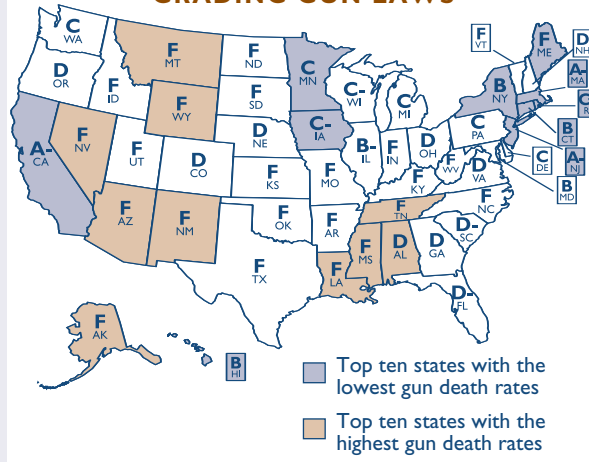 GRADING GUN LAWS
C
WA
D
OR
A-
CA
F
NV
F
ID
F
MT
F
WY
F
UT
D
CO
F
AZ
F
NM
F
ND
F
SD
D
NE
F
KS
F
OK
F
TX
C
MN
C-
IA
F
MO
F
AR
F
LA
C-
WI
B-
IL
C
MI
F
IN
D
OH
F
KY
F
TN
F
MS
D
AL
D
GA
D-
FL
D-
SC
F
NC
D
VA
F
WV
C
PA
B
NY
F
VT
F
ME
D
NH
A-
MA
B
CT
A-
NJ
C
DE
B
MD
F
AK
B
HI
Top ten states with the
lowest gun death rates
Top ten states with the
highest gun death rates